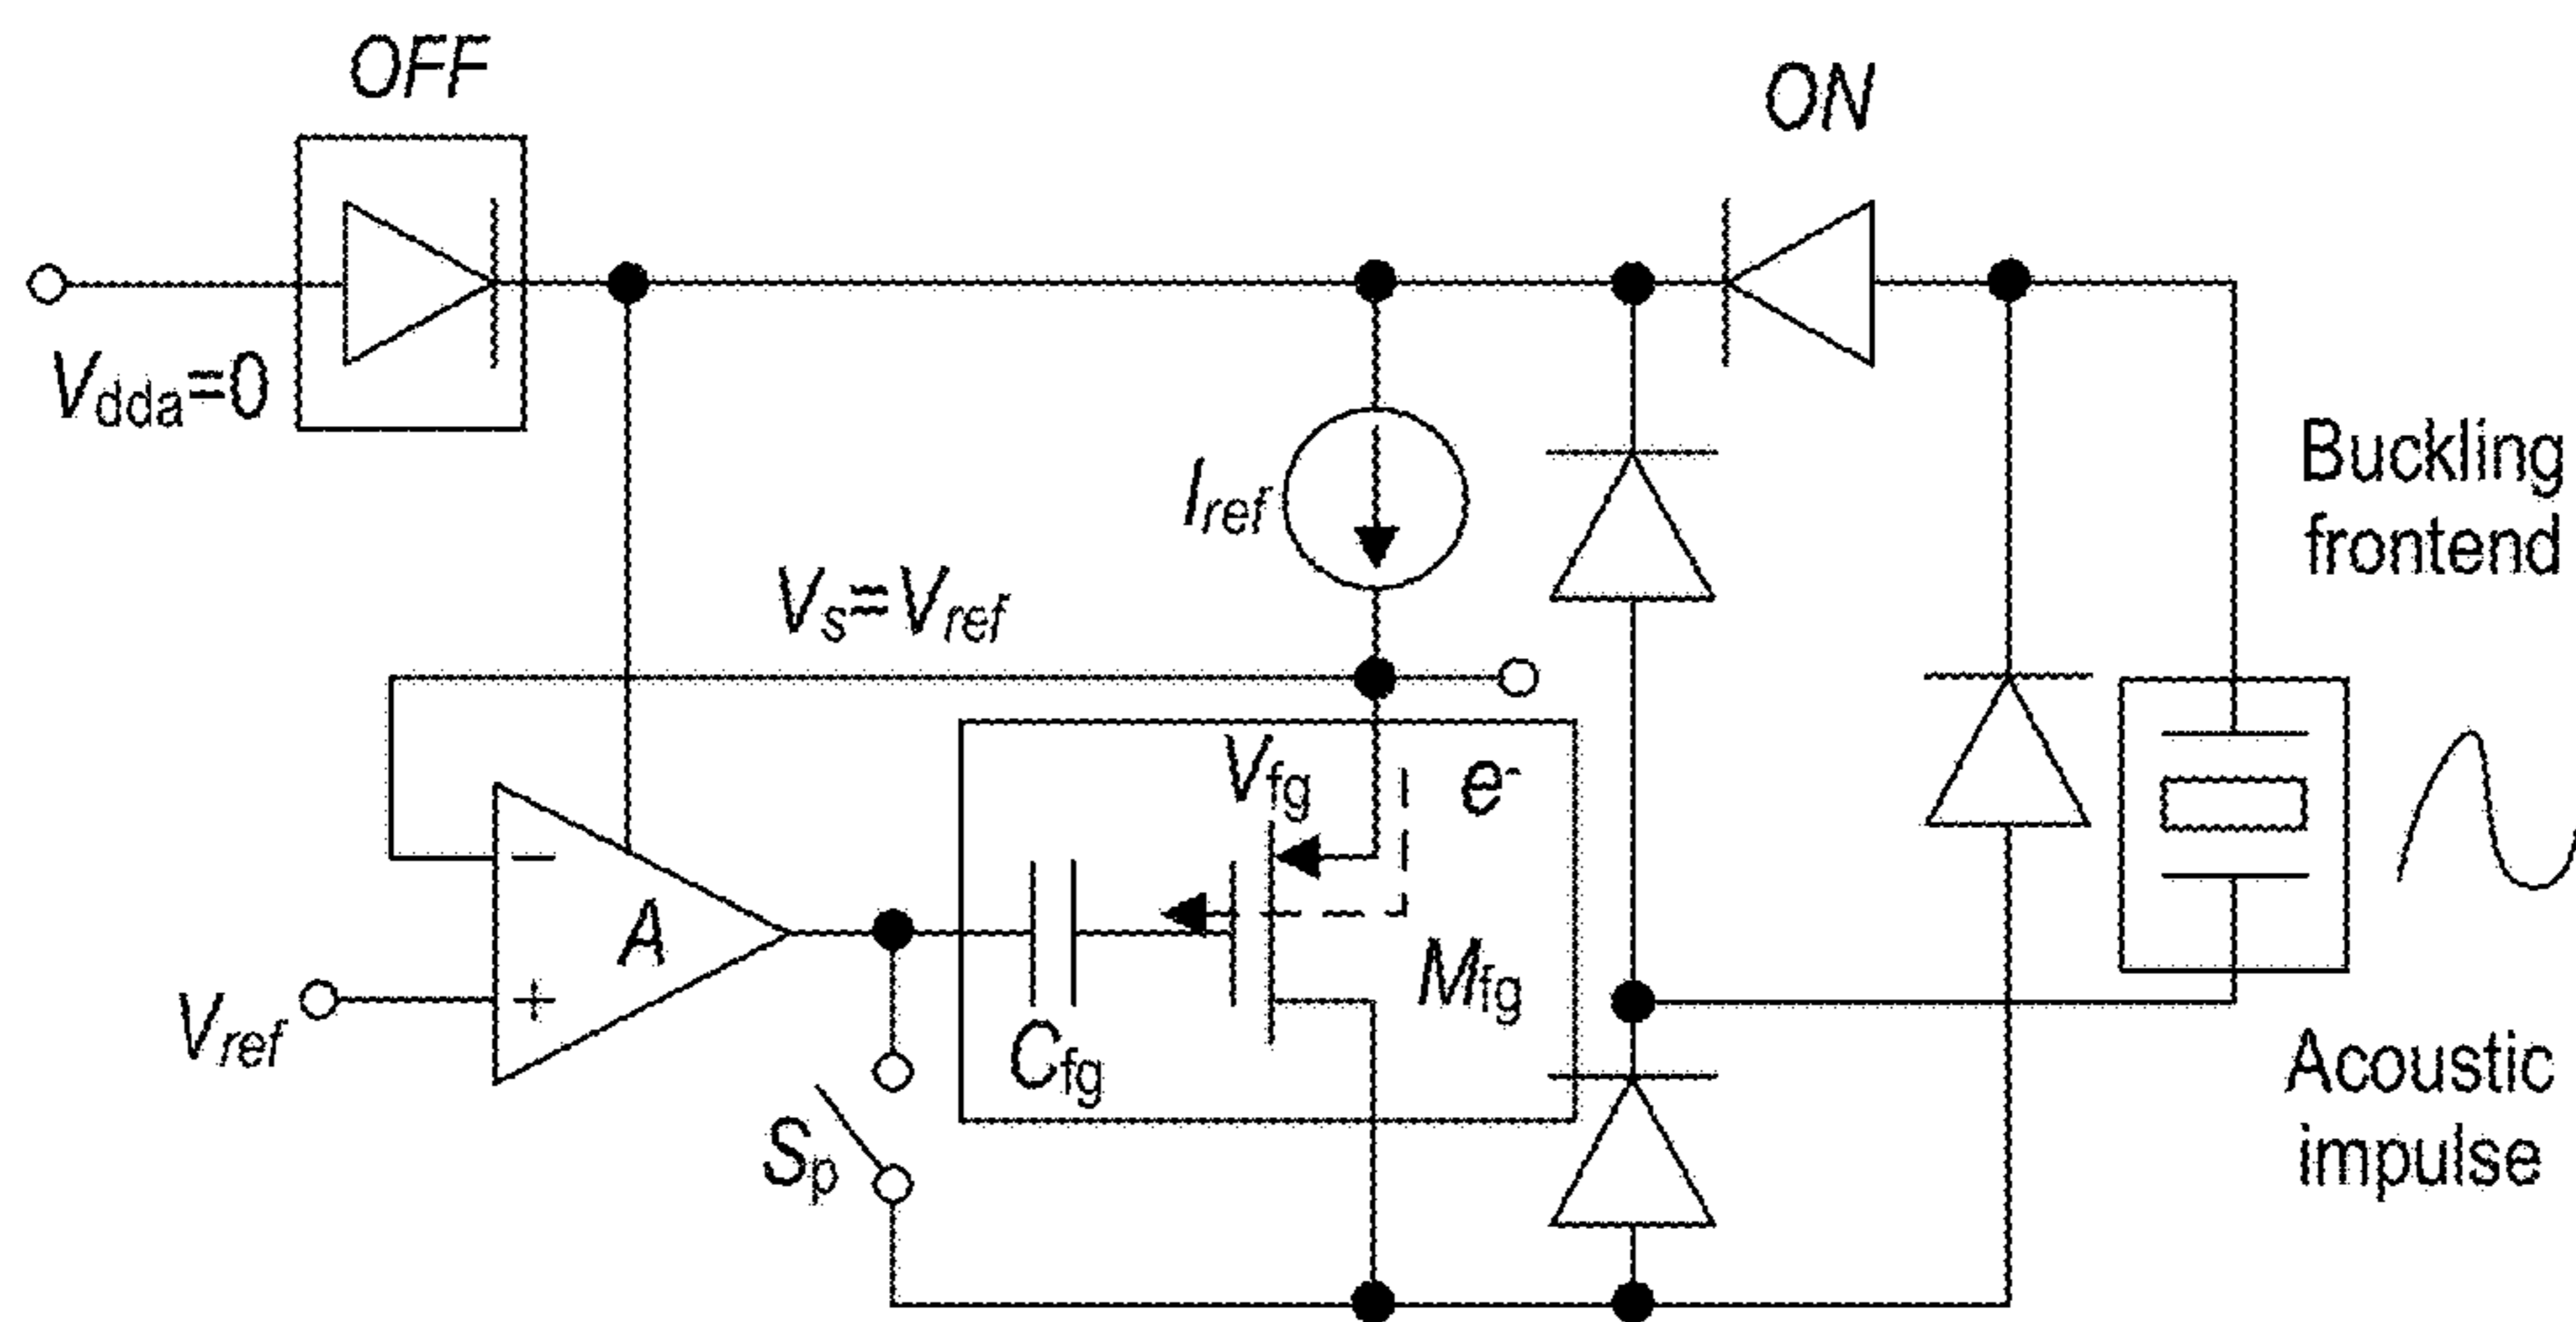 OFF
ON
Vdda=0
Iref
Buckling
frontend
Vs=Vref
Vfg
e-
A
Vref
Mfg
Cfg
Sp
Acoustic
impulse